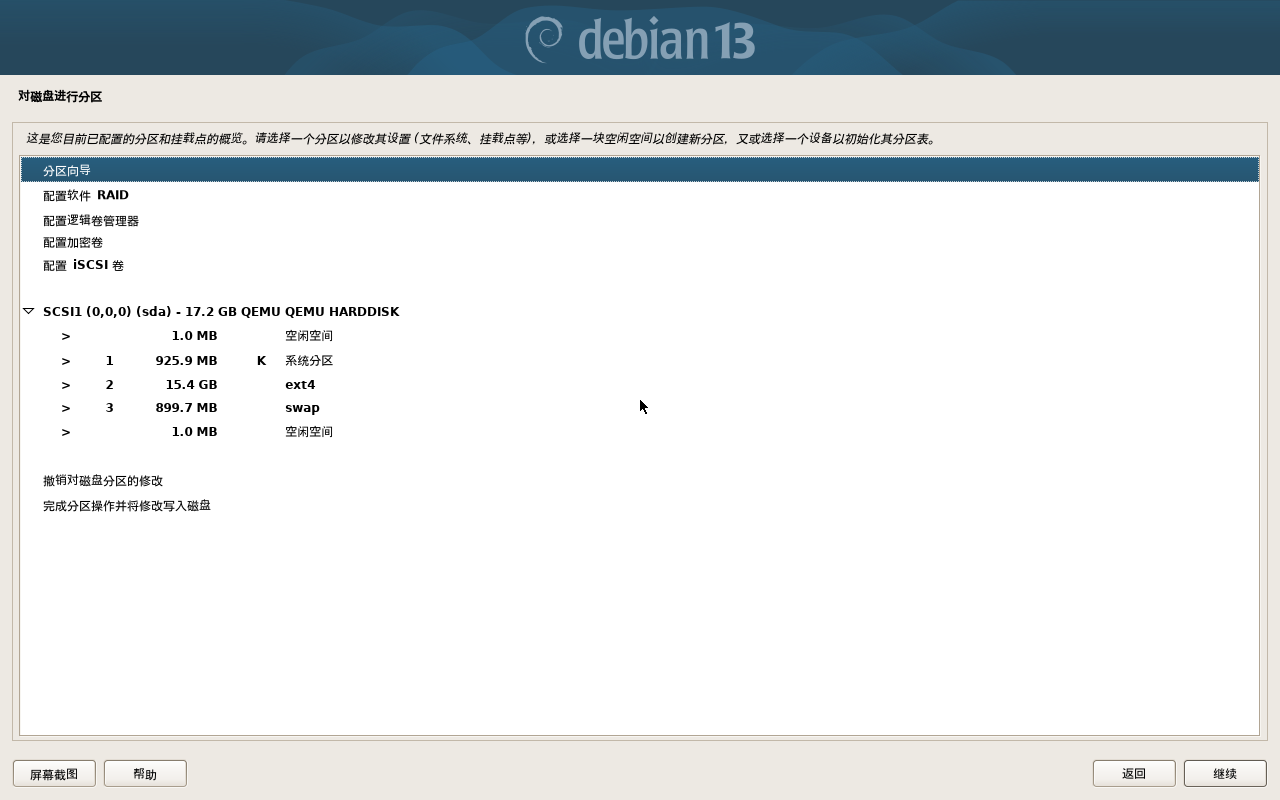 debian 13
对磁盘进行分区
这是您目前已配置的分区和挂载点的概览。请选择一个分区以修改其设置 (文件系统、挂载点等)，或选择一块空闲空间以创建新分区，又或选择一个设备以初始化其分区表。
分区向导
配置软件 RAID
配置逻辑卷管理器
配置加密卷
配置 iSCSI 卷
SCSI1 (0,0,0) (sda) - 17.2 GB QEMU QEMU HARDDISK
> 1.0 MB 空闲空间
> 1 925.9 MB K 系统分区
> 2 15.4 GB ext4
> 3 899.7 MB swap
> 1.0 MB 空闲空间
撤销对磁盘分区的修改
完成分区操作并将修改写入磁盘
屏幕截图 帮助 返回 继续